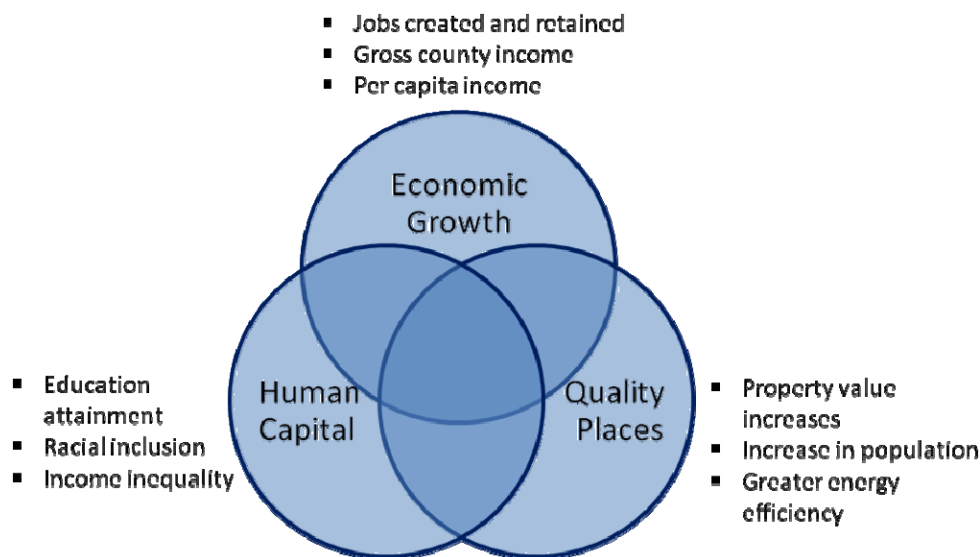 ▪ Jobs created and retained
▪ Gross county income
▪ Per capita income
Economic
Growth
Human
Capital
Quality
Places
▪ Education
attainment
▪ Racial inclusion
▪ Income inequality
▪ Property value
increases
▪ Increase in population
▪ Greater energy
efficiency